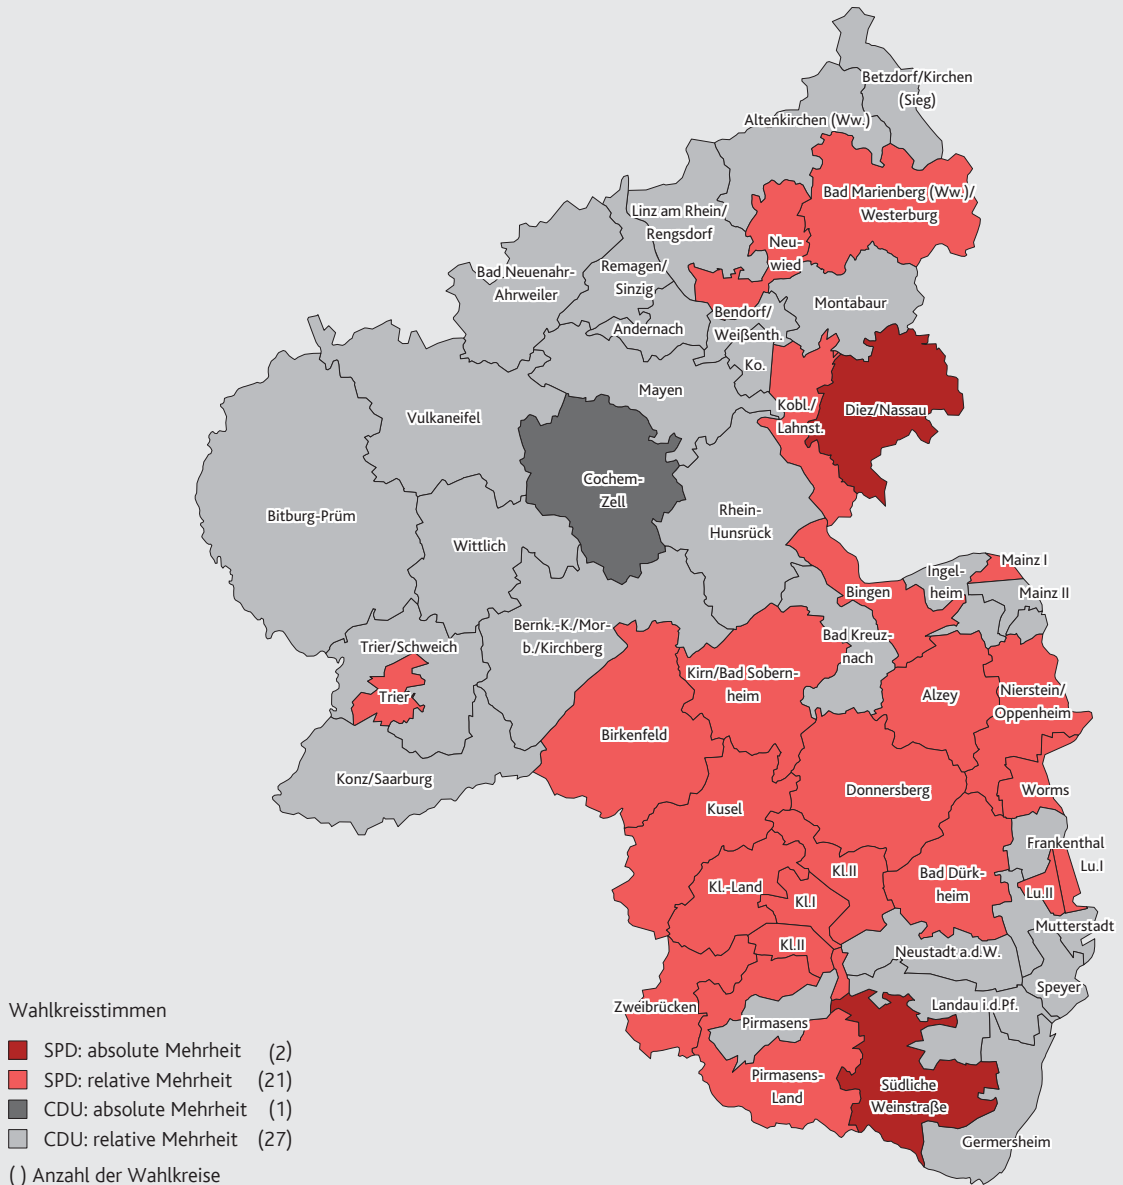 Betzdorf/Kirchen
(Sieg)
Altenkirchen (Ww.)
Bad Marienberg (Ww.)/
Westerburg
Linz am Rhein/
Rengsdorf
Neu-
wied
Remagen/
Sinzig
Bad Neuenahr-
Ahrweiler
Montabaur
Bendorf/
Weißenth.
Andernach
Ko.
Mayen
Kobl./
Lahnst.
Diez/Nassau
Vulkaneifel
Cochem-
Zell
Rhein-
Hunsrück
Bitburg-Prüm
Wittlich
Mainz I
Ingel-
heim
Mainz II
Bingen
Bernk.-K./Mor-
b./Kirchberg
Bad Kreuz-
nach
Trier/Schweich
Kirn/Bad Sobern-
heim
Trier
Alzey
Nierstein/
Oppenheim
Birkenfeld
Konz/Saarburg
Donnersberg
Worms
Kusel
Frankenthal
Lu.I
Kl.II
Bad Dürk-
heim
Kl.-Land
Kl.I
Lu.II
Mutterstadt
Kl.II
Neustadt a.d.W.
Speyer
Zweibrücken
Landau i.d.Pf.
Pirmasens
Pirmasens-
Land
Südliche
Weinstraße
Germersheim
Wahlkreisstimmen
SPD: absolute Mehrheit (2)
SPD: relative Mehrheit (21)
CDU: absolute Mehrheit (1)
CDU: relative Mehrheit (27)
( ) Anzahl der Wahlkreise